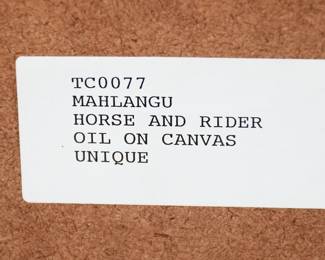 TC0077
MAHLANGU
HORSE AND RIDER
OIL ON CANVAS
UNIQUE